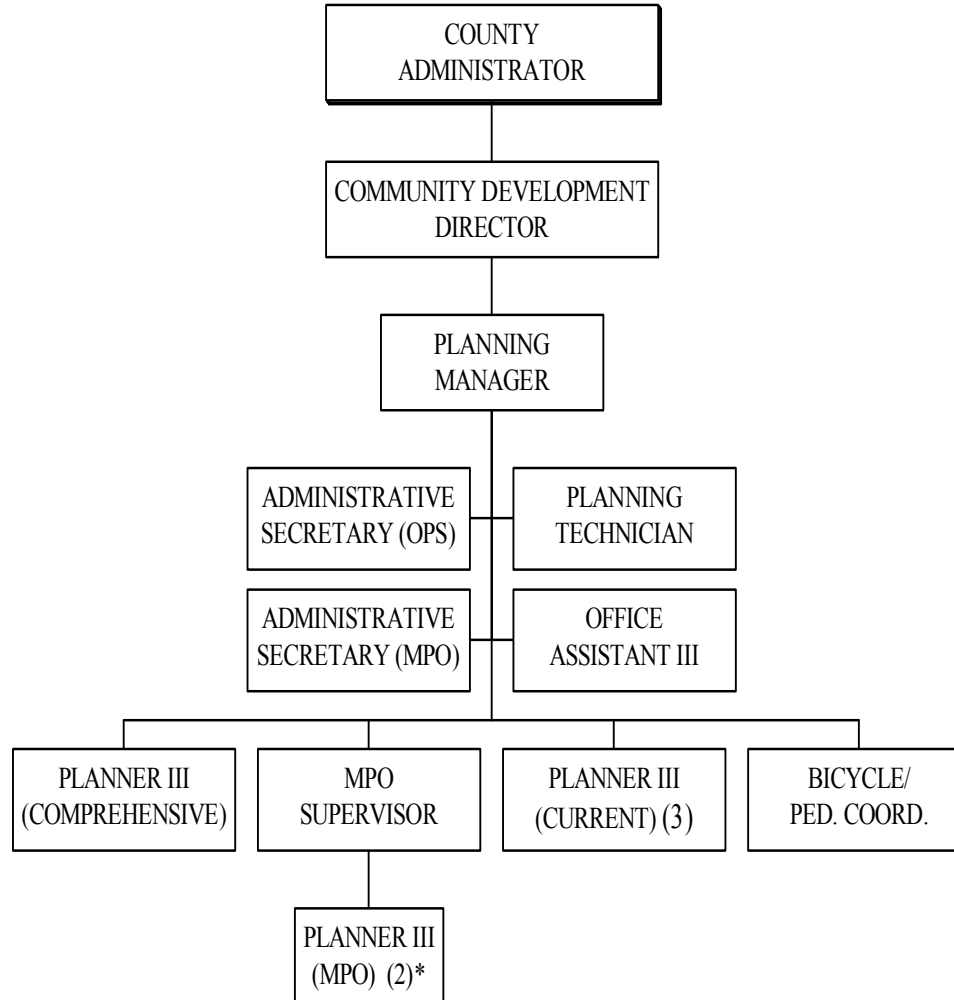 COUNTY
ADMINISTRATOR
COMMUNITY DEVELOPMENT
DIRECTOR
PLANNING
MANAGER
ADMINISTRATIVE
SECRETARY (OPS)
PLANNING
TECHNICIAN
ADMINISTRATIVE
SECRETARY (MPO)
OFFICE
ASSISTANT III
PLANNER III
(COMPREHENSIVE)
MPO
SUPERVISOR
PLANNER III
(CURRENT) (3)
BICYCLE/
PED. COORD.
PLANNER III
(MPO) (2)*